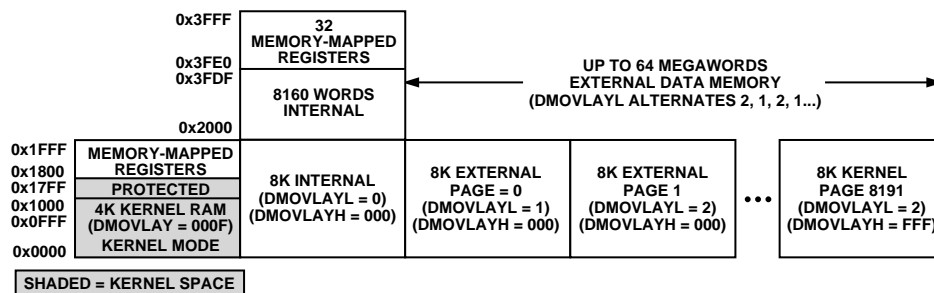 0x3FFF
32
MEMORY-MAPPED
REGISTERS
0x3FE0
0x3FDF
8160 WORDS
INTERNAL
0x2000
UP TO 64 MEGAWORDS
EXTERNAL DATA MEMORY
(DMOVLAYL ALTERNATES 2, 1, 2, 1...)
0x1FFF
MEMORY-MAPPED
REGISTERS
0x1800
0x17FF
PROTECTED
0x1000
0x0FFF
4K KERNEL RAM
(DMOVLAY = 000F)
KERNEL MODE
0x0000
8K INTERNAL
(DMOVLAYL = 0)
(DMOVLAYH = 000)
8K EXTERNAL
PAGE = 0
(DMOVLAYL = 1)
(DMOVLAYH = 000)
8K EXTERNAL
PAGE 1
(DMOVLAYL = 2)
(DMOVLAYH = 000)
•••
8K KERNEL
PAGE 8191
(DMOVLAYL = 2)
(DMOVLAYH = FFF)
SHADED = KERNEL SPACE